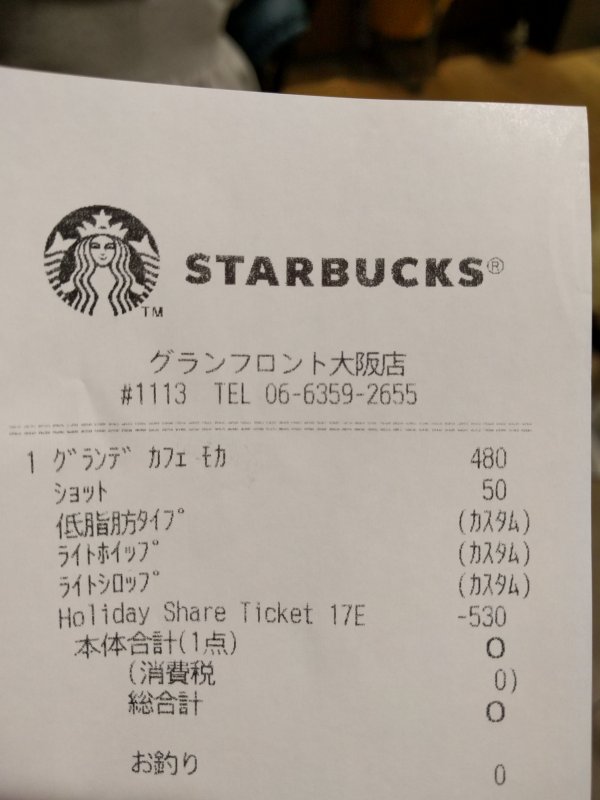 STARBUCKS®
TM
グランフロント大阪店
#1113 TEL 06-6359-2655
1 グランデ カフェ モカ 480
ショット 50
低脂肪タイプ (カスタム)
ライトホイップ (カスタム)
ライトシロップ (カスタム)
Holiday Share Ticket 17E -530
本体合計(1点) 0
(消費税 0)
総合計 0
お釣り 0